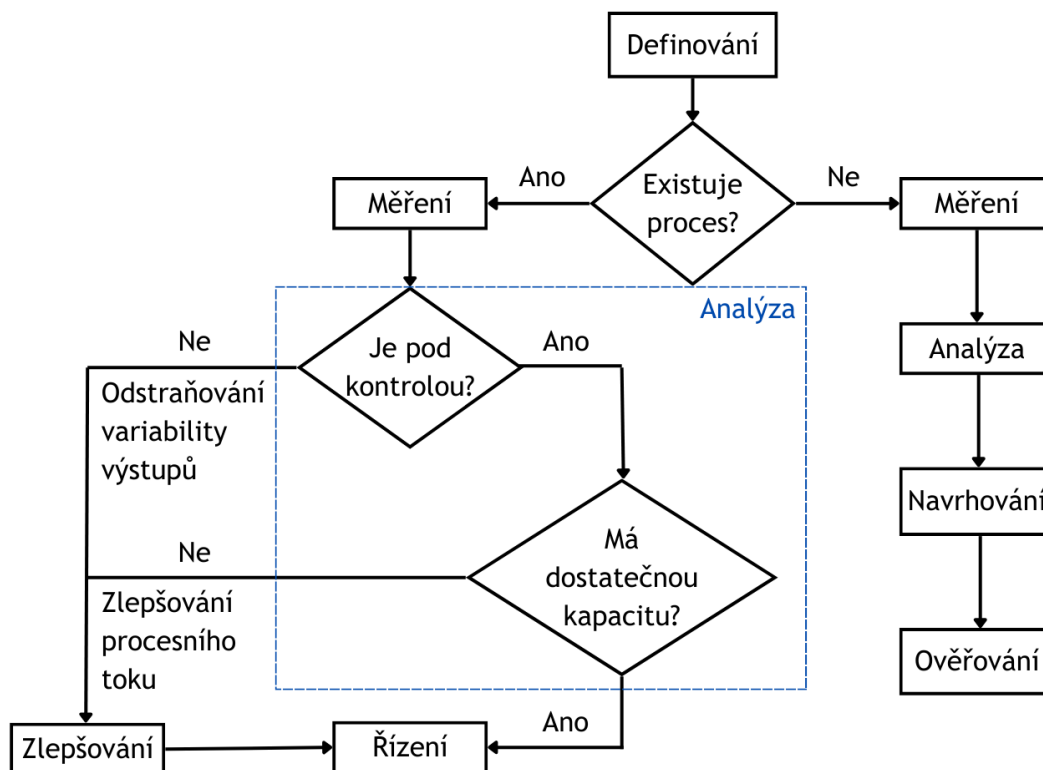 Definování
Ano
Existuje
proces?
Ne
Měření
Měření
Analýza
Ne
Je pod
kontrolou?
Ano
Analýza
Odstraňování
variability
výstupů
Navrhování
Ne
Má
dostatečnou
kapacitu?
Zlepšování
procesního
toku
Ověřování
Ano
Zlepšování
Řízení